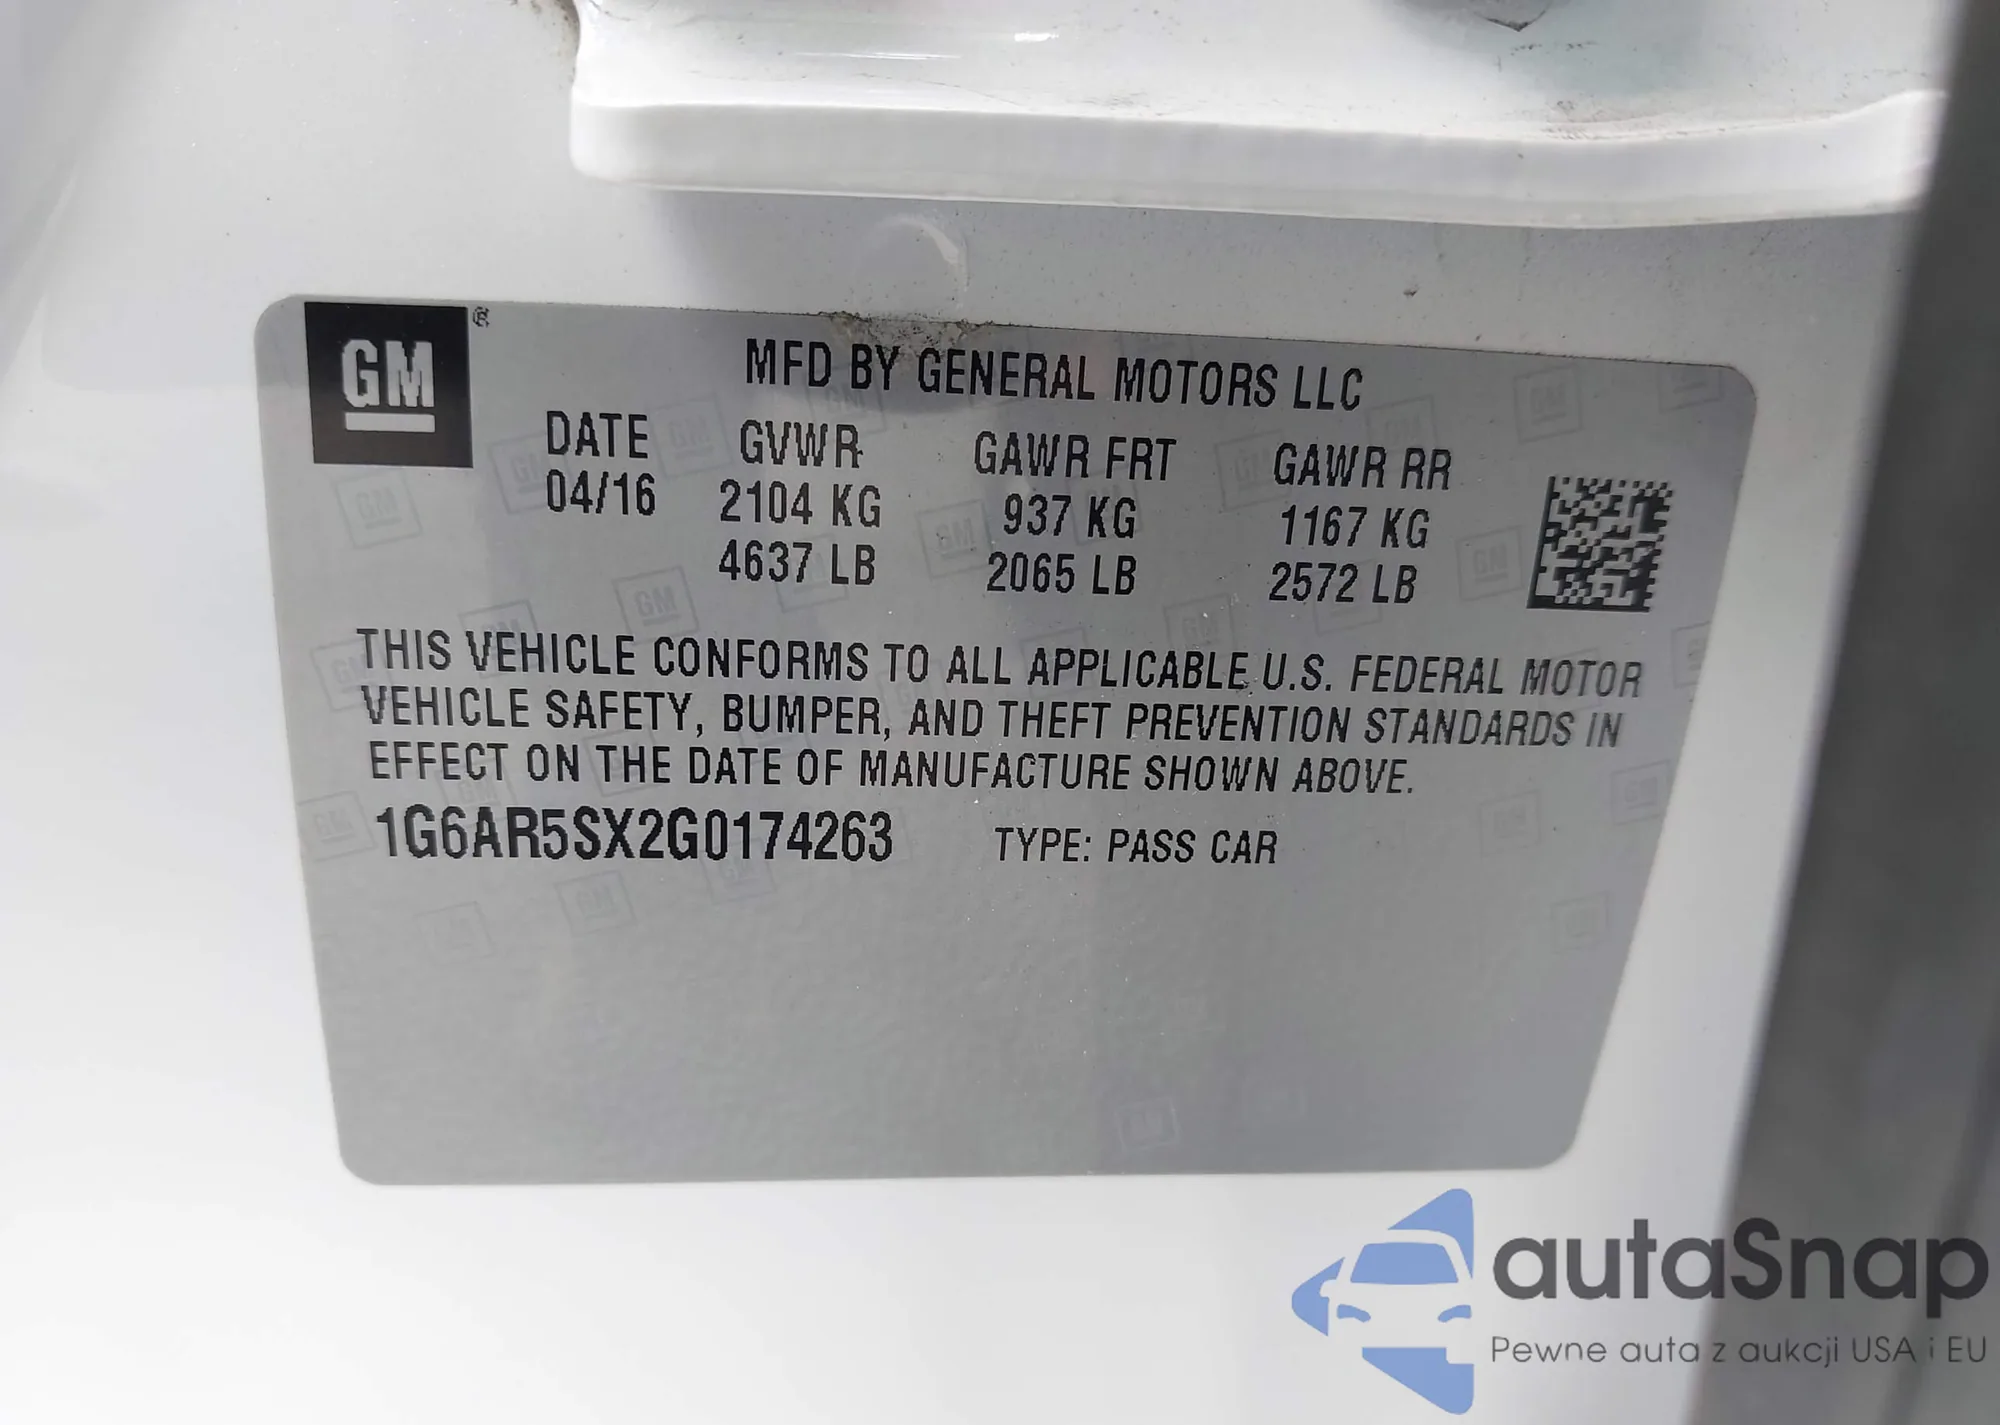 GM
MFD BY GENERAL MOTORS LLC
DATE GVWR GAWR FRT GAWR RR
04/16 2104 KG 937 KG 1167 KG
4637 LB 2065 LB 2572 LB
THIS VEHICLE CONFORMS TO ALL APPLICABLE U.S. FEDERAL MOTOR
VEHICLE SAFETY, BUMPER, AND THEFT PREVENTION STANDARDS IN
EFFECT ON THE DATE OF MANUFACTURE SHOWN ABOVE.
1G6AR5SX2G0174263 TYPE: PASS CAR
autaSnap
Pewne auta z aukcji USA i EU